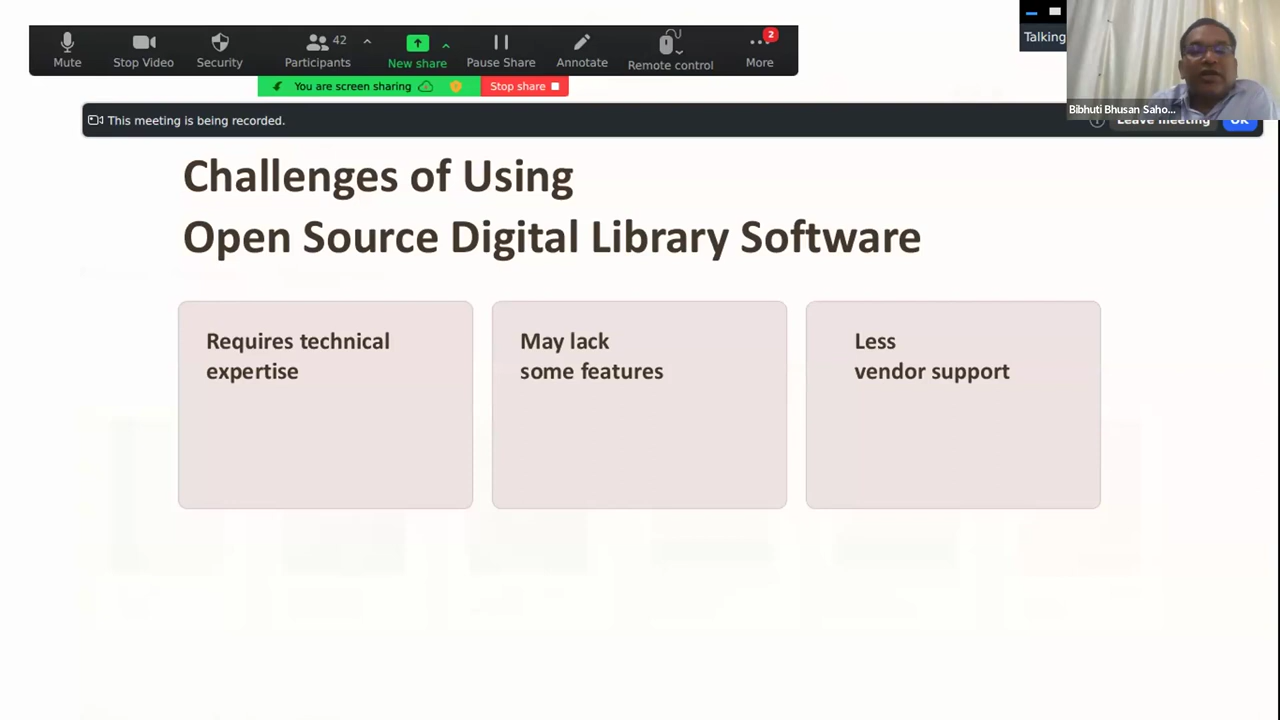 Mute
Stop Video
Security
Participants
42
New share
Pause Share
Annotate
Remote control
More
2
Talking
You are screen sharing
Stop share
Bibhuti Bhusan Saho...
This meeting is being recorded.
Leave meeting
OK
Challenges of Using
Open Source Digital Library Software
Requires technical
expertise
May lack
some features
Less
vendor support